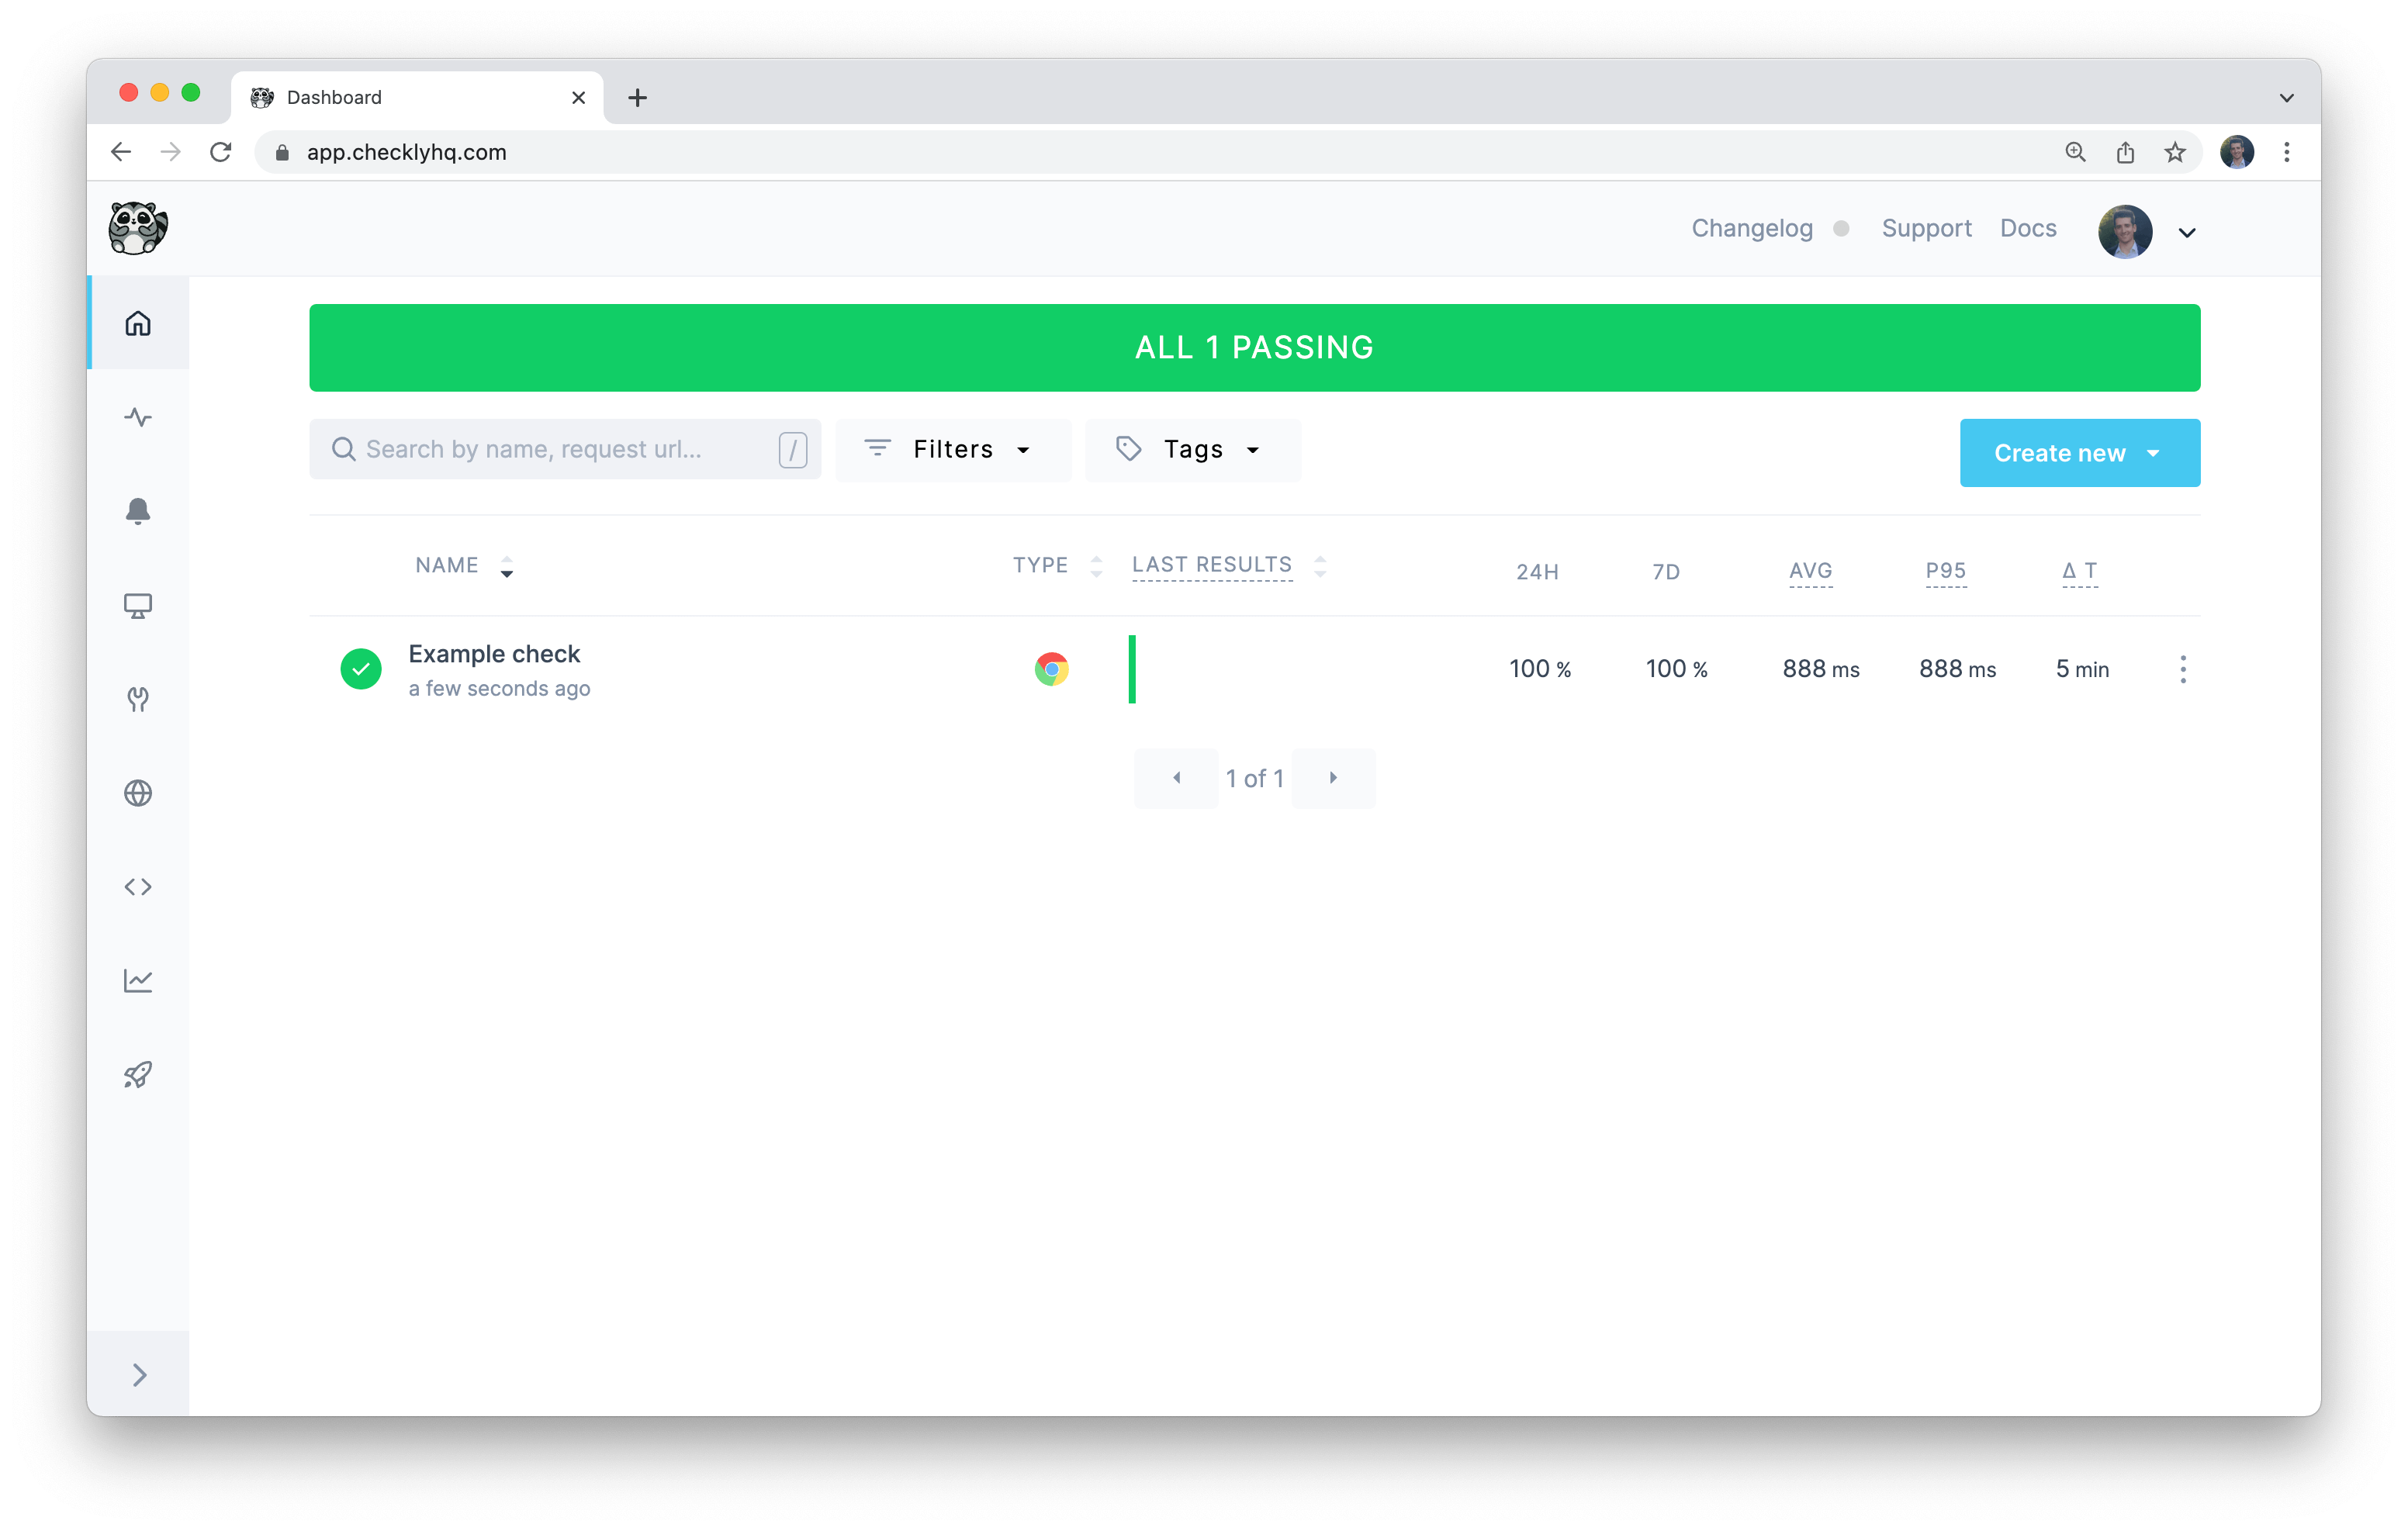 Dashboard
app.checklyhq.com
Changelog Support Docs
ALL 1 PASSING
Search by name, request url... /
Filters
Tags
Create new
NAME TYPE LAST RESULTS 24H 7D AVG P95 Δ T
Example check
a few seconds ago
100 % 100 % 888 ms 888 ms 5 min
1 of 1